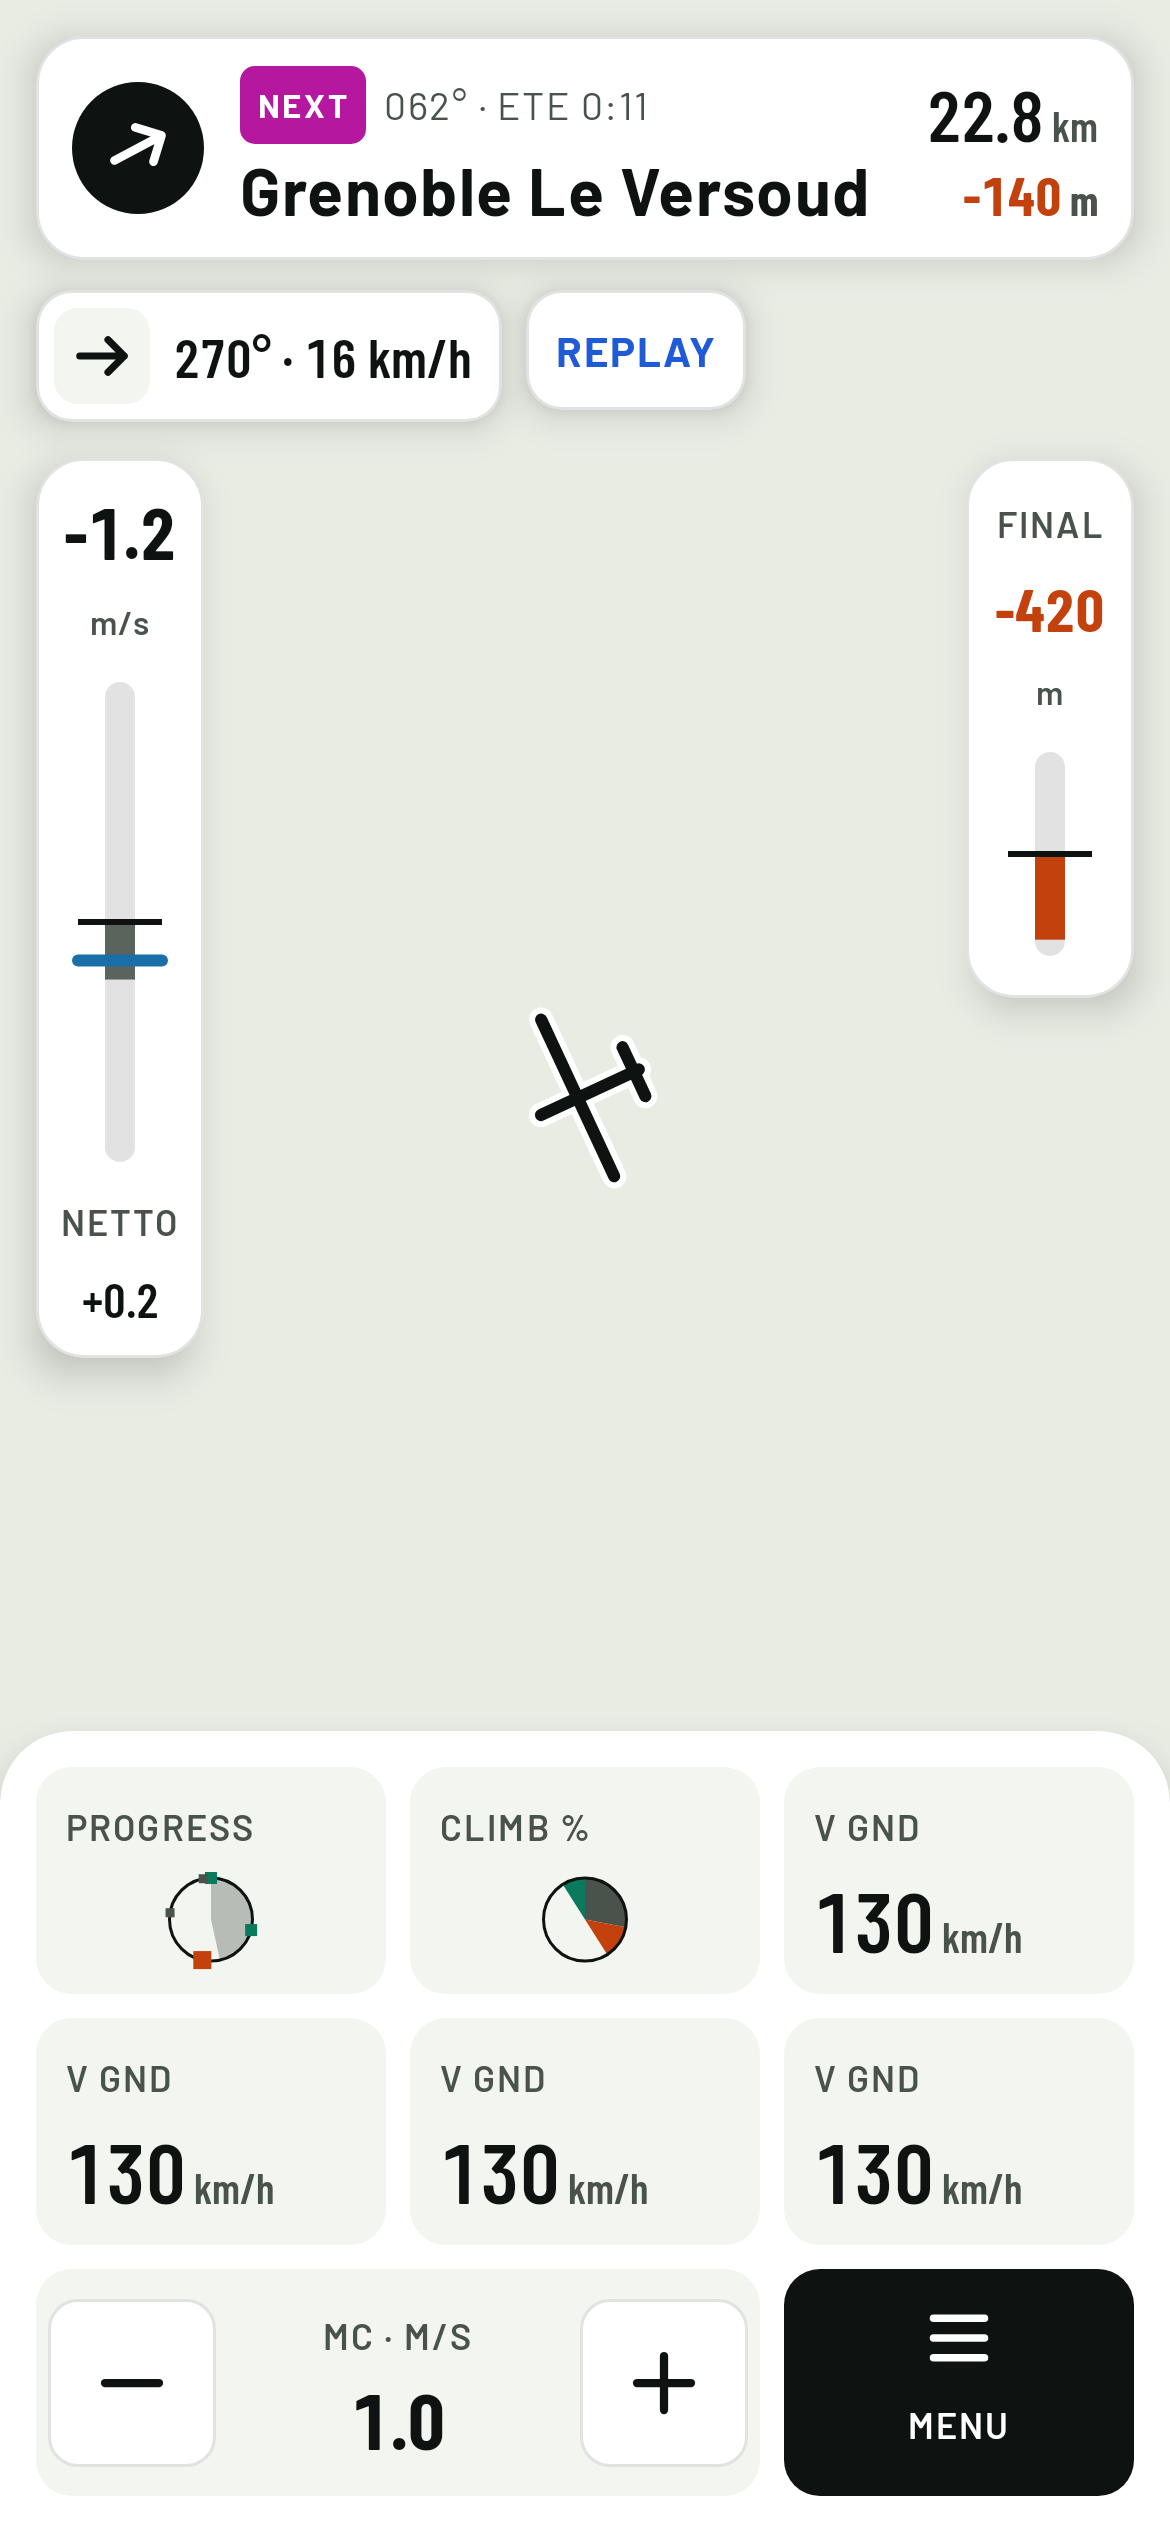 NEXT 062° · ETE 0:11
Grenoble Le Versoud
22.8 km
-140 m
270° · 16 km/h
REPLAY
-1.2
m/s
NETTO
+0.2
FINAL
-420
m
PROGRESS
CLIMB %
V GND
130 km/h
V GND
130 km/h
V GND
130 km/h
V GND
130 km/h
MC · M/S
1.0
MENU